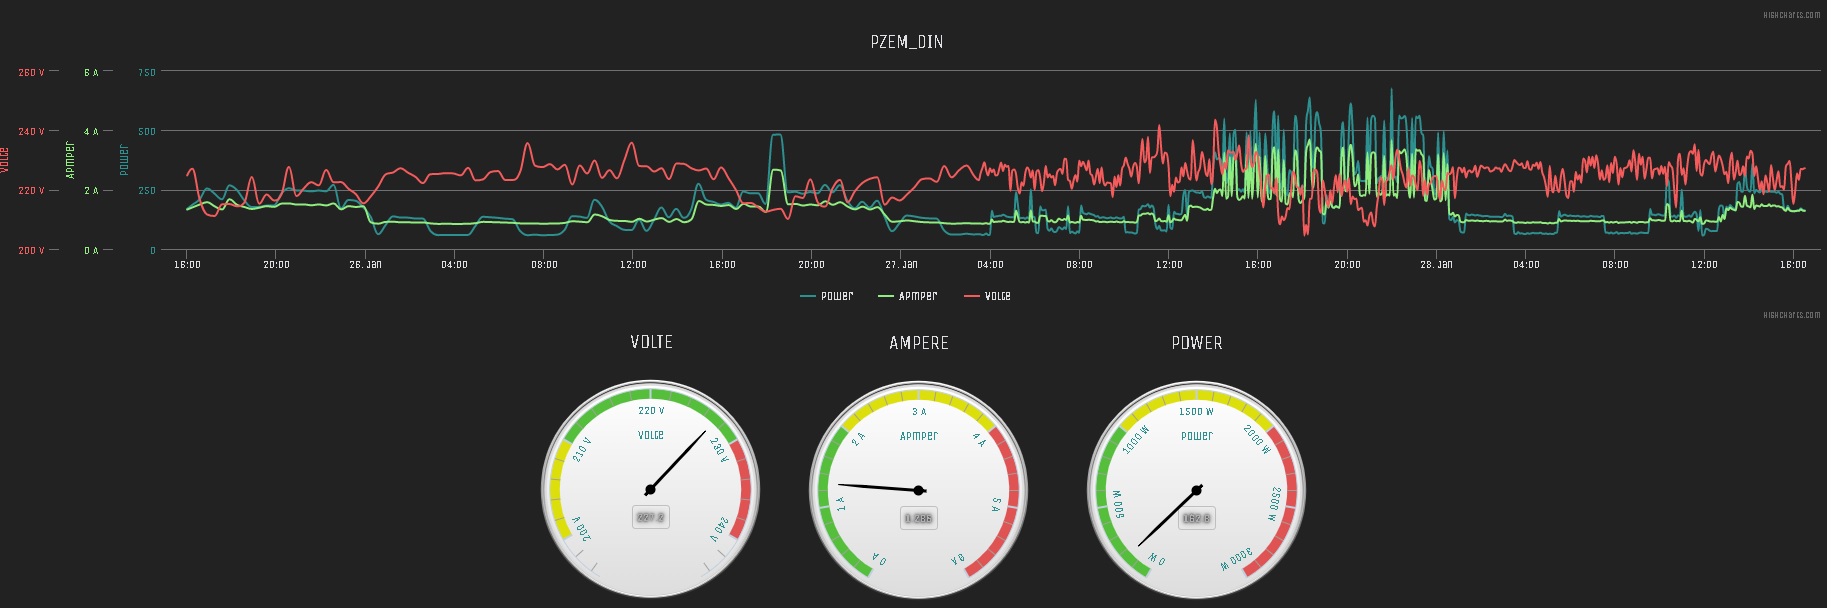 HIGHCHARTS.COM
PZEM_DIN
260 V 6 A 750
240 V 4 A 500
220 V 2 A 250
200 V 0 A 0
VOLTE APMPER POWER
16:00 20:00 26. Jan 04:00 08:00 12:00 16:00 20:00 27. Jan 04:00 08:00 12:00 16:00 20:00 28. Jan 04:00 08:00 12:00 16:00
POWER APMPER VOLTE
HIGHCHARTS.COM
VOLTE AMPERE POWER
200 V 210 V 220 V 230 V 240 V
VOLTE
227.2
0 A 1 A 2 A 3 A 4 A 5 A 6 A
APMPER
1.286
0 W 500 W 1000 W 1500 W 2000 W 2500 W 3000 W
POWER